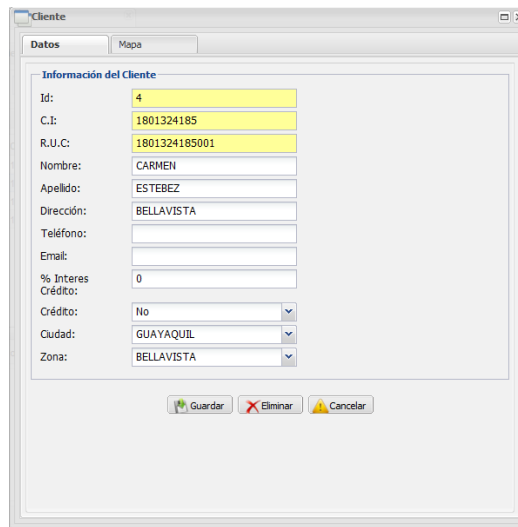 Cliente
Datos Mapa
Información del Cliente
Id: 4
C.I: 1801324185
R.U.C: 1801324185001
Nombre: CARMEN
Apellido: ESTEBEZ
Dirección: BELLAVISTA
Teléfono:
Email:
% Interes 0
Crédito:
Crédito: No
Ciudad: GUAYAQUIL
Zona: BELLAVISTA
Guardar Eliminar Cancelar